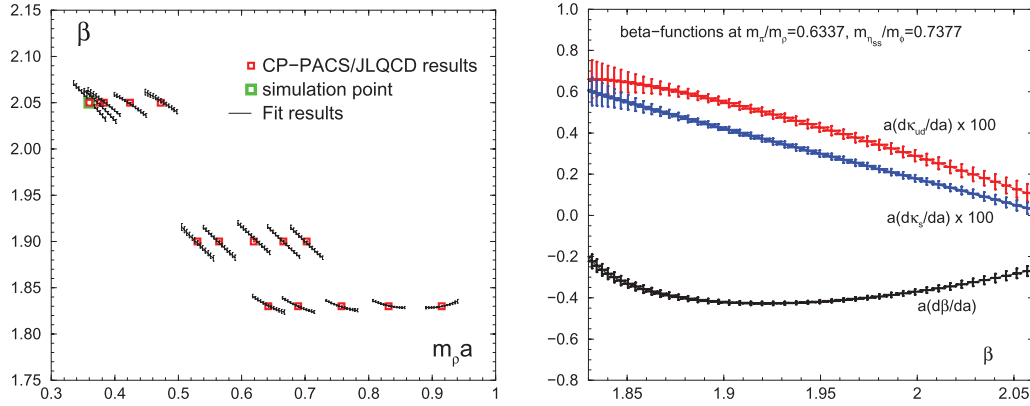 β
CP−PACS/JLQCD results
simulation point
Fit results
2.15
2.10
2.05
2.00
1.95
1.90
1.85
1.80
1.75
m_ρ a
0.3 0.4 0.5 0.6 0.7 0.8 0.9 1
beta−functions at m_π/m_ρ=0.6337, m_{η_ss}/m_ϕ=0.7377
1.0
0.8
0.6
0.4
0.2
0.0
−0.2
−0.4
−0.6
−0.8
a(dκ_ud/da) x 100
a(dκ_s/da) x 100
a(dβ/da)
β
1.85 1.9 1.95 2 2.05